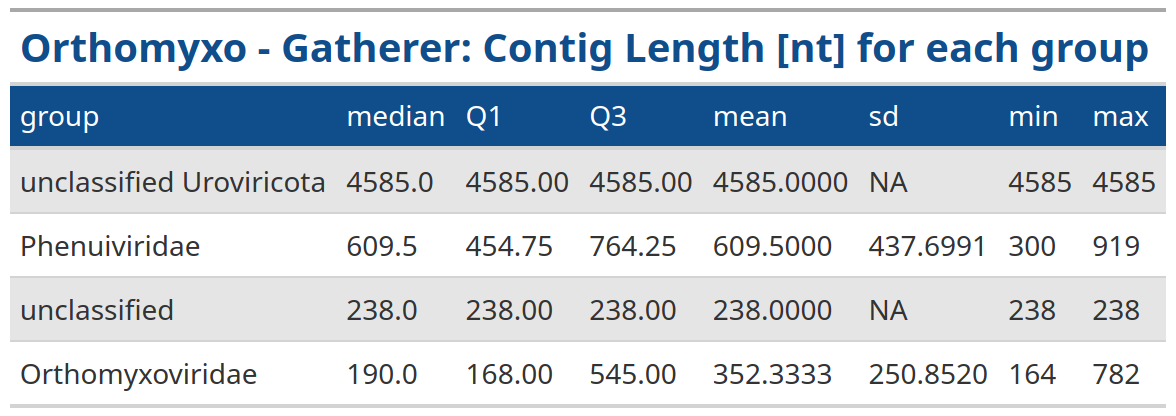 Orthomyxo - Gatherer: Contig Length [nt] for each group
group median Q1 Q3 mean sd min max
unclassified Uroviricota 4585.0 4585.00 4585.00 4585.0000 NA 4585 4585
Phenuiviridae 609.5 454.75 764.25 609.5000 437.6991 300 919
unclassified 238.0 238.00 238.00 238.0000 NA 238 238
Orthomyxoviridae 190.0 168.00 545.00 352.3333 250.8520 164 782